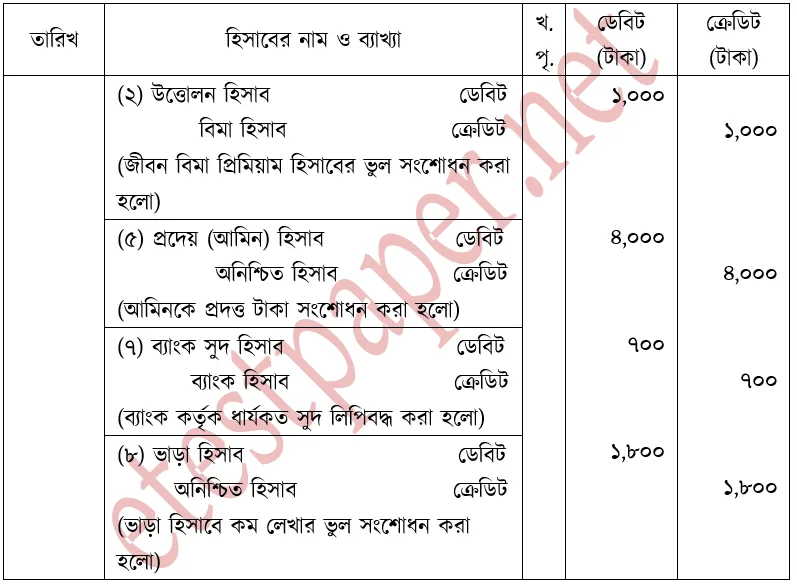 তারিখ হিসাবের নাম ও ব্যাখ্যা খ. পৃ. ডেবিট (টাকা) ক্রেডিট (টাকা)
(২) উত্তোলন হিসাব ডেবিট ১,০০০
বিমা হিসাব ক্রেডিট ১,০০০
(জীবন বিমা প্রিমিয়াম হিসাবের ভুল সংশোধন করা
হলো)
(৫) প্রদেয় (আমিন) হিসাব ডেবিট ৪,০০০
অনিশ্চিত হিসাব ক্রেডিট ৪,০০০
(আমিনকে প্রদত্ত টাকা সংশোধন করা হলো)
(৭) ব্যাংক সুদ হিসাব ডেবিট ৭০০
ব্যাংক হিসাব ক্রেডিট ৭০০
(ব্যাংক কর্তৃক ধার্যকত সুদ লিপিবদ্ধ করা হলো)
(৮) ভাড়া হিসাব ডেবিট ১,৮০০
অনিশ্চিত হিসাব ক্রেডিট ১,৮০০
(ভাড়া হিসাবে কম লেখার ভুল সংশোধন করা
হলো)
etestpaper.net